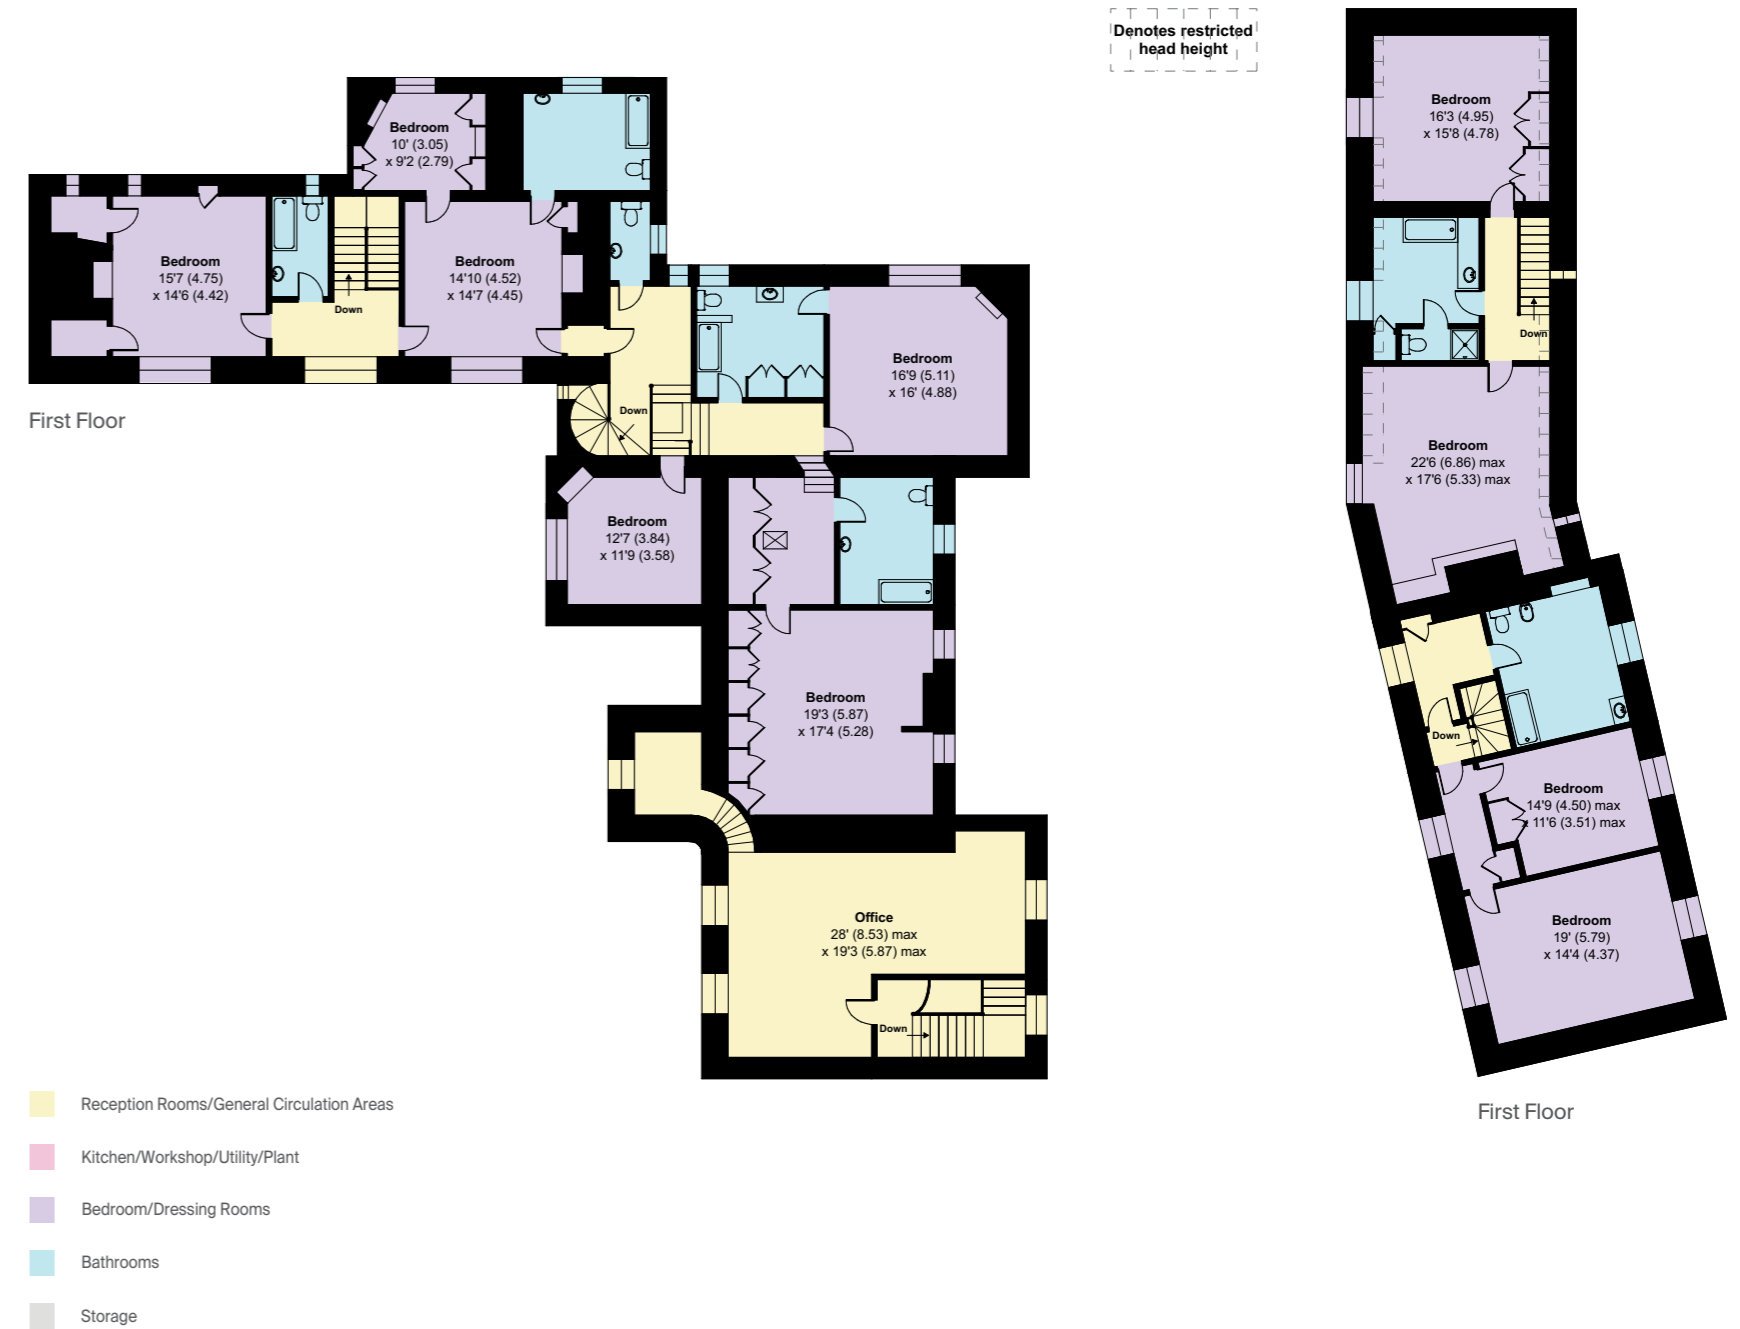 Denotes restricted
head height
Bedroom
10' (3.05)
x 9'2 (2.79)
Bedroom
15'7 (4.75)
x 14'6 (4.42)
Down
Bedroom
14'10 (4.52)
x 14'7 (4.45)
Bedroom
16'9 (5.11)
x 16' (4.88)
Down
First Floor
Bedroom
12'7 (3.84)
x 11'9 (3.58)
Bedroom
19'3 (5.87)
x 17'4 (5.28)
Office
28' (8.53) max
x 19'3 (5.87) max
Down
Bedroom
16'3 (4.95)
x 15'8 (4.78)
Down
Bedroom
22'6 (6.86) max
x 17'6 (5.33) max
Down
Bedroom
14'9 (4.50) max
x 11'6 (3.51) max
Bedroom
19' (5.79)
x 14'4 (4.37)
First Floor
Reception Rooms/General Circulation Areas
Kitchen/Workshop/Utility/Plant
Bedroom/Dressing Rooms
Bathrooms
Storage